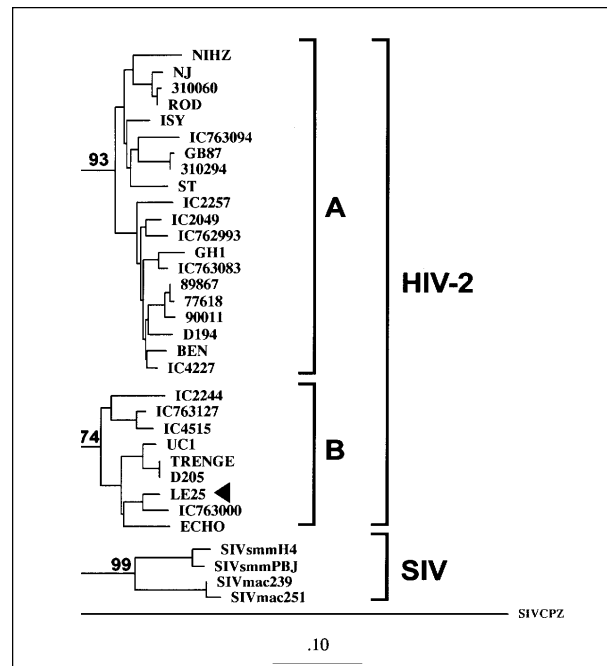 NIHZ
NJ
310060
ROD
ISY
IC763094
93
GB87
310294
ST
IC2257
A
IC2049
IC762993
GH1
IC763083
HIV-2
89867
77618
90011
D194
BEN
IC4227
IC2244
IC763127
IC4515
74
UC1
B
TRENGE
D205
LE25
IC763000
ECHO
SIVsmmH4
99
SIVsmmPBJ
SIV
SIVmac239
SIVmac251
SIVCPZ
.10